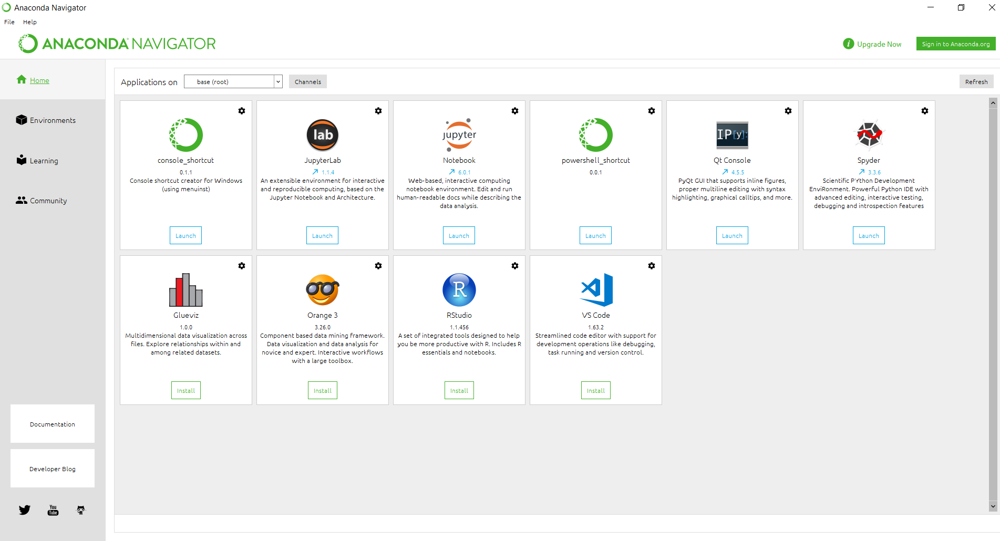 Anaconda Navigator
File Help
ANACONDA NAVIGATOR
i Upgrade Now
Sign in to Anaconda.org
Home
Environments
Learning
Community
Documentation
Developer Blog
You
Tube
Applications on
base (root)
Channels
Refresh
console_shortcut
0.1.1
Console shortcut creator for Windows
(using menuinst)
Launch
lab
JupyterLab
1.1.4
An extensible environment for interactive
and reproducible computing, based on the
Jupyter Notebook and Architecture.
Launch
jupyter
Notebook
6.0.1
Web-based, interactive computing
notebook environment. Edit and run
human-readable docs while describing the
data analysis.
Launch
powershell_shortcut
0.0.1
Launch
IP[y]:
Qt Console
4.5.5
PyQt GUI that supports inline figures,
proper multiline editing with syntax
highlighting, graphical calltips, and more.
Launch
Spyder
3.3.6
Scientific PYthon Development
EnviRonment. Powerful Python IDE with
advanced editing, interactive testing,
debugging and introspection features
Launch
Glueviz
1.0.0
Multidimensional data visualization across
files. Explore relationships within and
among related datasets.
Install
Orange 3
3.26.0
Component based data mining framework.
Data visualization and data analysis for
novice and expert. Interactive workflows
with a large toolbox.
Install
R
RStudio
1.1.456
A set of integrated tools designed to help
you be more productive with R. Includes R
essentials and notebooks.
Install
VS Code
1.63.2
Streamlined code editor with support for
development operations like debugging,
task running and version control.
Install